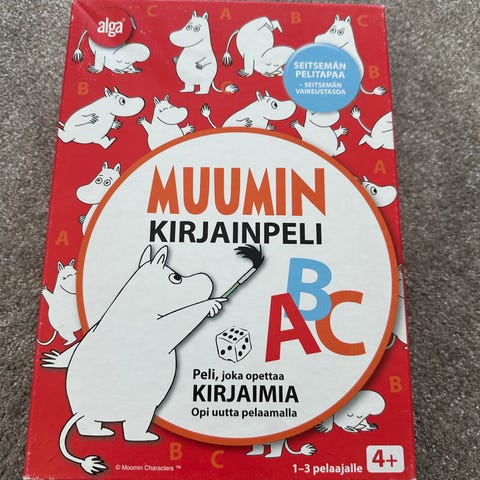 alga
SEITSEMÄN
PELITAPAA
– SEITSEMÄN
VAIKEUSTASOA
MUUMIN
KIRJAINPELI
ABC
Peli, joka opettaa
KIRJAIMIA
Opi uutta pelaamalla
© Moomin Characters ™
1–3 pelaajalle
4+